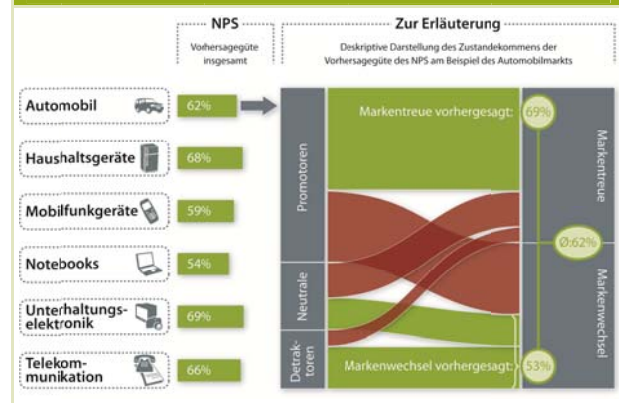 NPS
Vorhersagegüte
insgesamt
Zur Erläuterung
Deskriptive Darstellung des Zustandekommens der
Vorhersagegüte des NPS am Beispiel des Automobilmarkts
Automobil
62%
Haushaltsgeräte
68%
Mobilfunkgeräte
59%
Notebooks
54%
Unterhaltungs-
elektronik
69%
Telekom-
munikation
66%
Promotoren
Neutrale
Detrak-
toren
Markentreue vorhergesagt:
69%
Markenwechsel vorhergesagt:
53%
Ø:62%
Markentreue
Markenwechsel